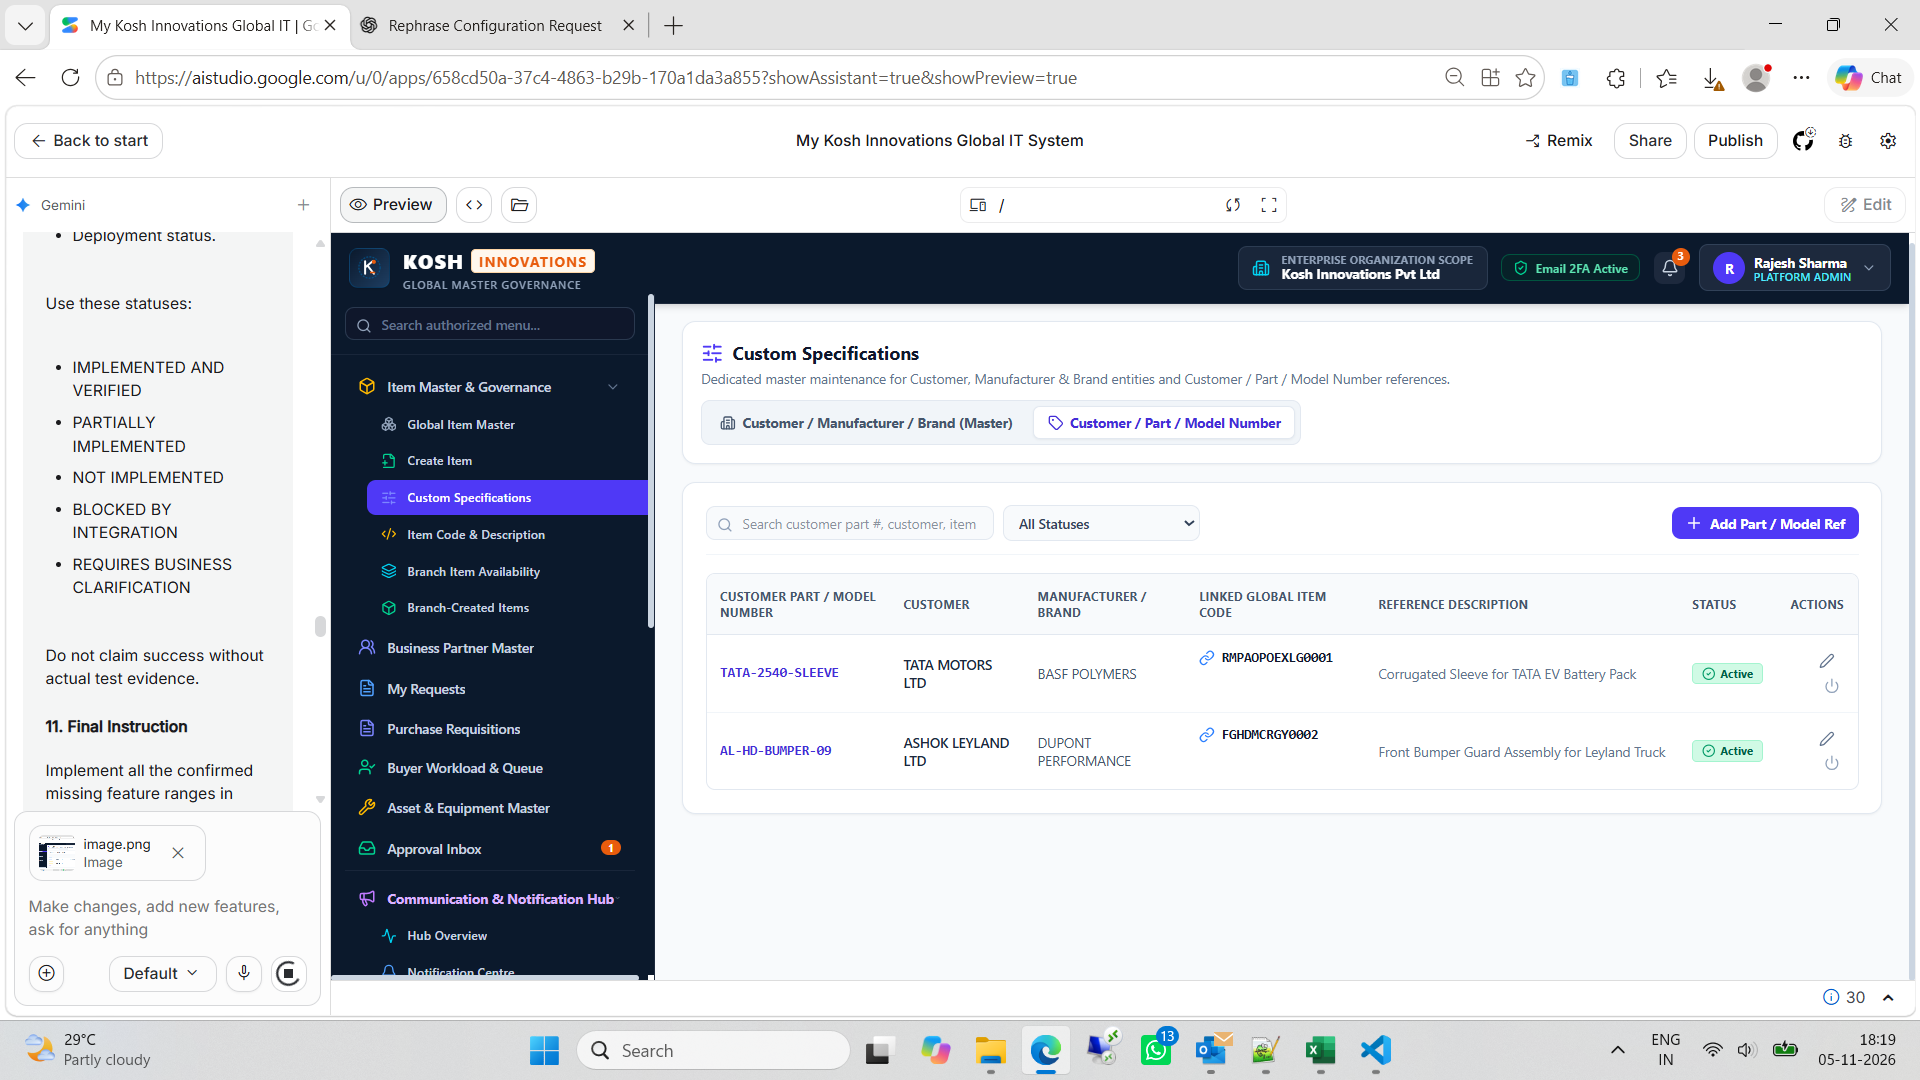 My Kosh Innovations Global IT | Go
Rephrase Configuration Request
https://aistudio.google.com/u/0/apps/658cd50a-37c4-4863-b29b-170a1da3a855?showAssistant=true&showPreview=true
Chat
Back to start
My Kosh Innovations Global IT System
Remix
Share
Publish
Gemini
Preview
/
Edit
• Deployment status.
Use these statuses:
• IMPLEMENTED AND
VERIFIED
• PARTIALLY
IMPLEMENTED
• NOT IMPLEMENTED
• BLOCKED BY
INTEGRATION
• REQUIRES BUSINESS
CLARIFICATION
Do not claim success without
actual test evidence.
11. Final Instruction
Implement all the confirmed
missing feature ranges in
image.png
Image
Make changes, add new features,
ask for anything
Default
K
KOSH INNOVATIONS
GLOBAL MASTER GOVERNANCE
ENTERPRISE ORGANIZATION SCOPE
Kosh Innovations Pvt Ltd
Email 2FA Active
3
R
Rajesh Sharma
PLATFORM ADMIN
Search authorized menu...
Item Master & Governance
Global Item Master
Create Item
Custom Specifications
Item Code & Description
Branch Item Availability
Branch-Created Items
Business Partner Master
My Requests
Purchase Requisitions
Buyer Workload & Queue
Asset & Equipment Master
Approval Inbox 1
Communication & Notification Hub
Hub Overview
Notification Centre
Custom Specifications
Dedicated master maintenance for Customer, Manufacturer & Brand entities and Customer / Part / Model Number references.
Customer / Manufacturer / Brand (Master)
Customer / Part / Model Number
Search customer part #, customer, item
All Statuses
+ Add Part / Model Ref
CUSTOMER PART / MODEL NUMBER
CUSTOMER
MANUFACTURER / BRAND
LINKED GLOBAL ITEM CODE
REFERENCE DESCRIPTION
STATUS
ACTIONS
TATA-2540-SLEEVE
TATA MOTORS LTD
BASF POLYMERS
RMPAOPOEXLG0001
Corrugated Sleeve for TATA EV Battery Pack
Active
AL-HD-BUMPER-09
ASHOK LEYLAND LTD
DUPONT PERFORMANCE
FGHDMCRGY0002
Front Bumper Guard Assembly for Leyland Truck
Active
30
29°C
Partly cloudy
Search
13
ENG
IN
18:19
05-11-2026